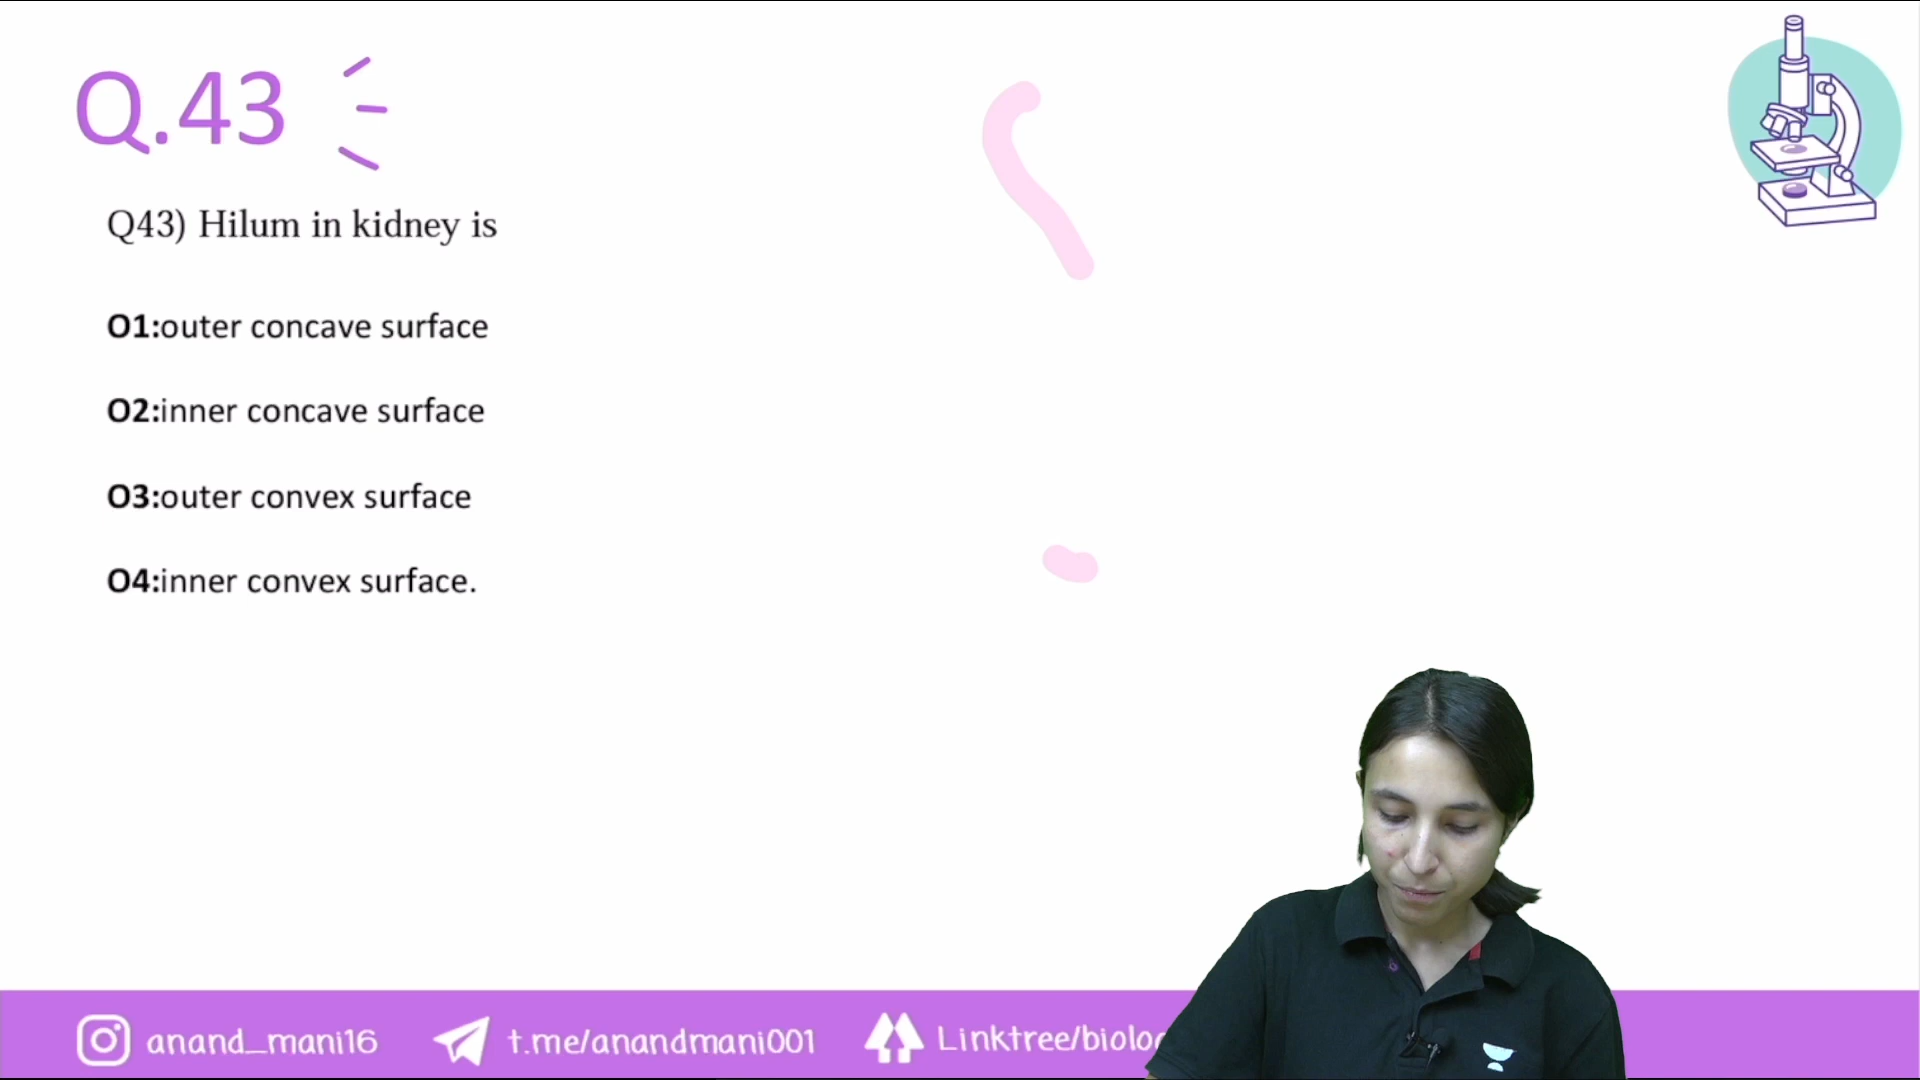 Q.43
Q43) Hilum in kidney is
O1:outer concave surface
O2:inner concave surface
O3:outer convex surface
O4:inner convex surface.
anand_mani16
t.me/anandmani001
Linktree/biolo